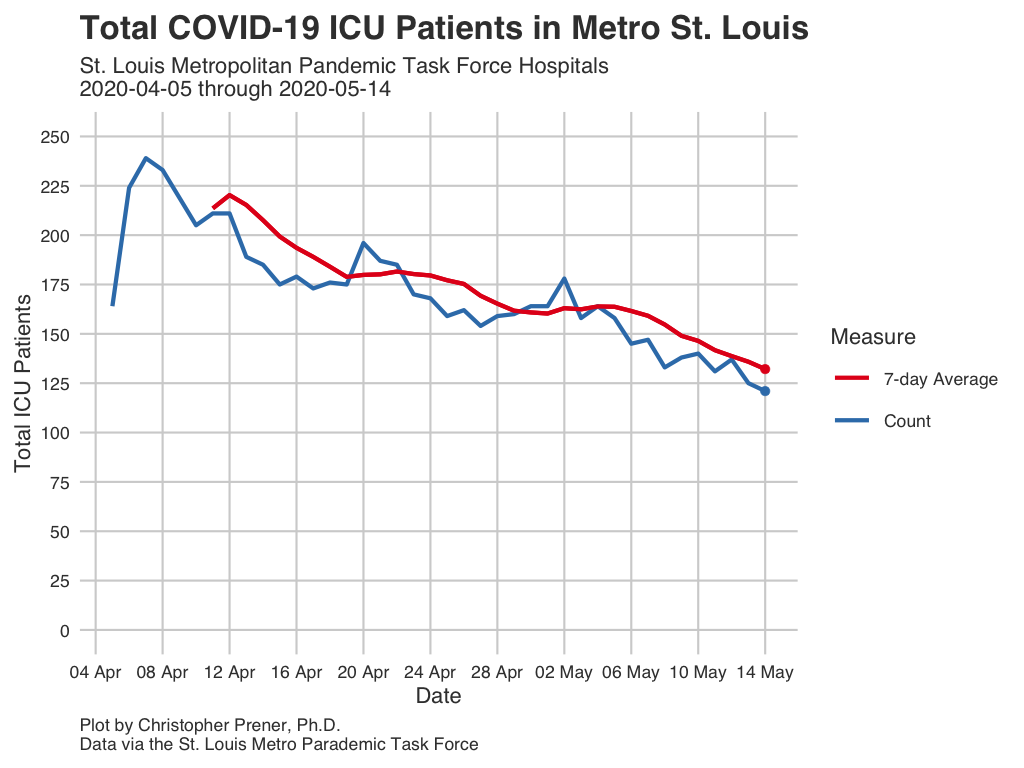 Total COVID-19 ICU Patients in Metro St. Louis
St. Louis Metropolitan Pandemic Task Force Hospitals
2020-04-05 through 2020-05-14
Total ICU Patients
250
225
200
175
150
125
100
75
50
25
0
04 Apr
08 Apr
12 Apr
16 Apr
20 Apr
24 Apr
28 Apr
02 May
06 May
10 May
14 May
Date
Measure
7-day Average
Count
Plot by Christopher Prener, Ph.D.
Data via the St. Louis Metro Parademic Task Force